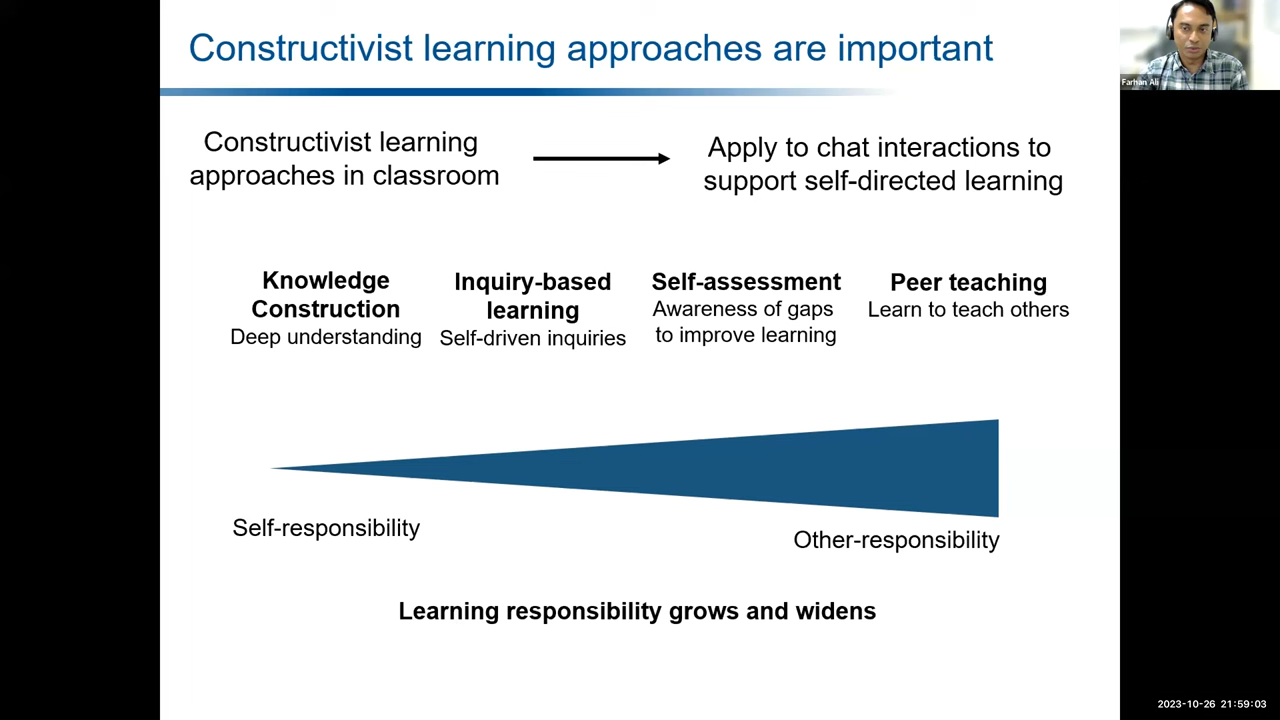 Constructivist learning approaches are important
Farhan Ali
Constructivist learning
approaches in classroom
Apply to chat interactions to
support self-directed learning
Knowledge
Construction
Deep understanding
Inquiry-based
learning
Self-driven inquiries
Self-assessment
Awareness of gaps
to improve learning
Peer teaching
Learn to teach others
Self-responsibility
Other-responsibility
Learning responsibility grows and widens
2023-10-26 21:59:03